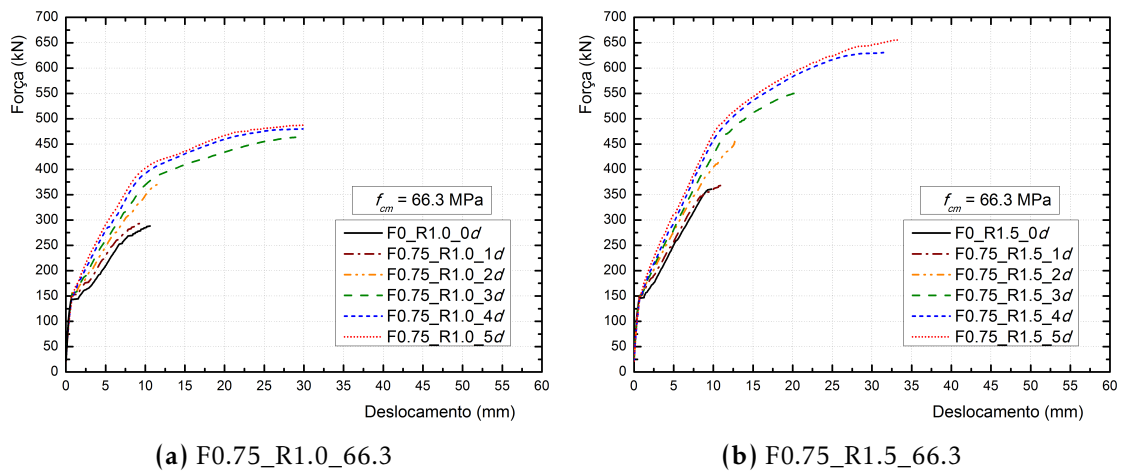 700
650
600
550
500
450
400
350
300
250
200
150
100
50
0
Força (kN)
f_cm = 66.3 MPa
F0_R1.0_0d
F0.75_R1.0_1d
F0.75_R1.0_2d
F0.75_R1.0_3d
F0.75_R1.0_4d
F0.75_R1.0_5d
0 5 10 15 20 25 30 35 40 45 50 55 60
Deslocamento (mm)
(a) F0.75_R1.0_66.3
700
650
600
550
500
450
400
350
300
250
200
150
100
50
0
Força (kN)
f_cm = 66.3 MPa
F0_R1.5_0d
F0.75_R1.5_1d
F0.75_R1.5_2d
F0.75_R1.5_3d
F0.75_R1.5_4d
F0.75_R1.5_5d
0 5 10 15 20 25 30 35 40 45 50 55 60
Deslocamento (mm)
(b) F0.75_R1.5_66.3